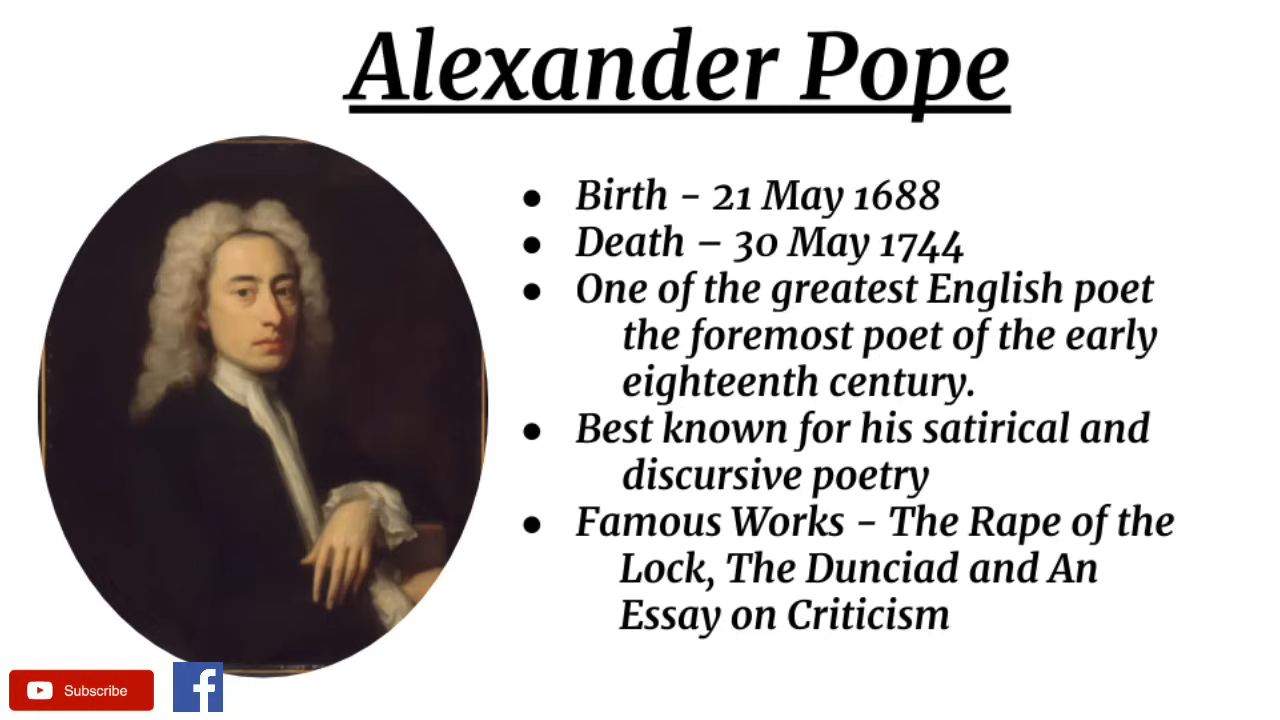 Alexander Pope
● Birth - 21 May 1688
● Death – 30 May 1744
● One of the greatest English poet
the foremost poet of the early
eighteenth century.
● Best known for his satirical and
discursive poetry
● Famous Works - The Rape of the
Lock, The Dunciad and An
Essay on Criticism
Subscribe
f